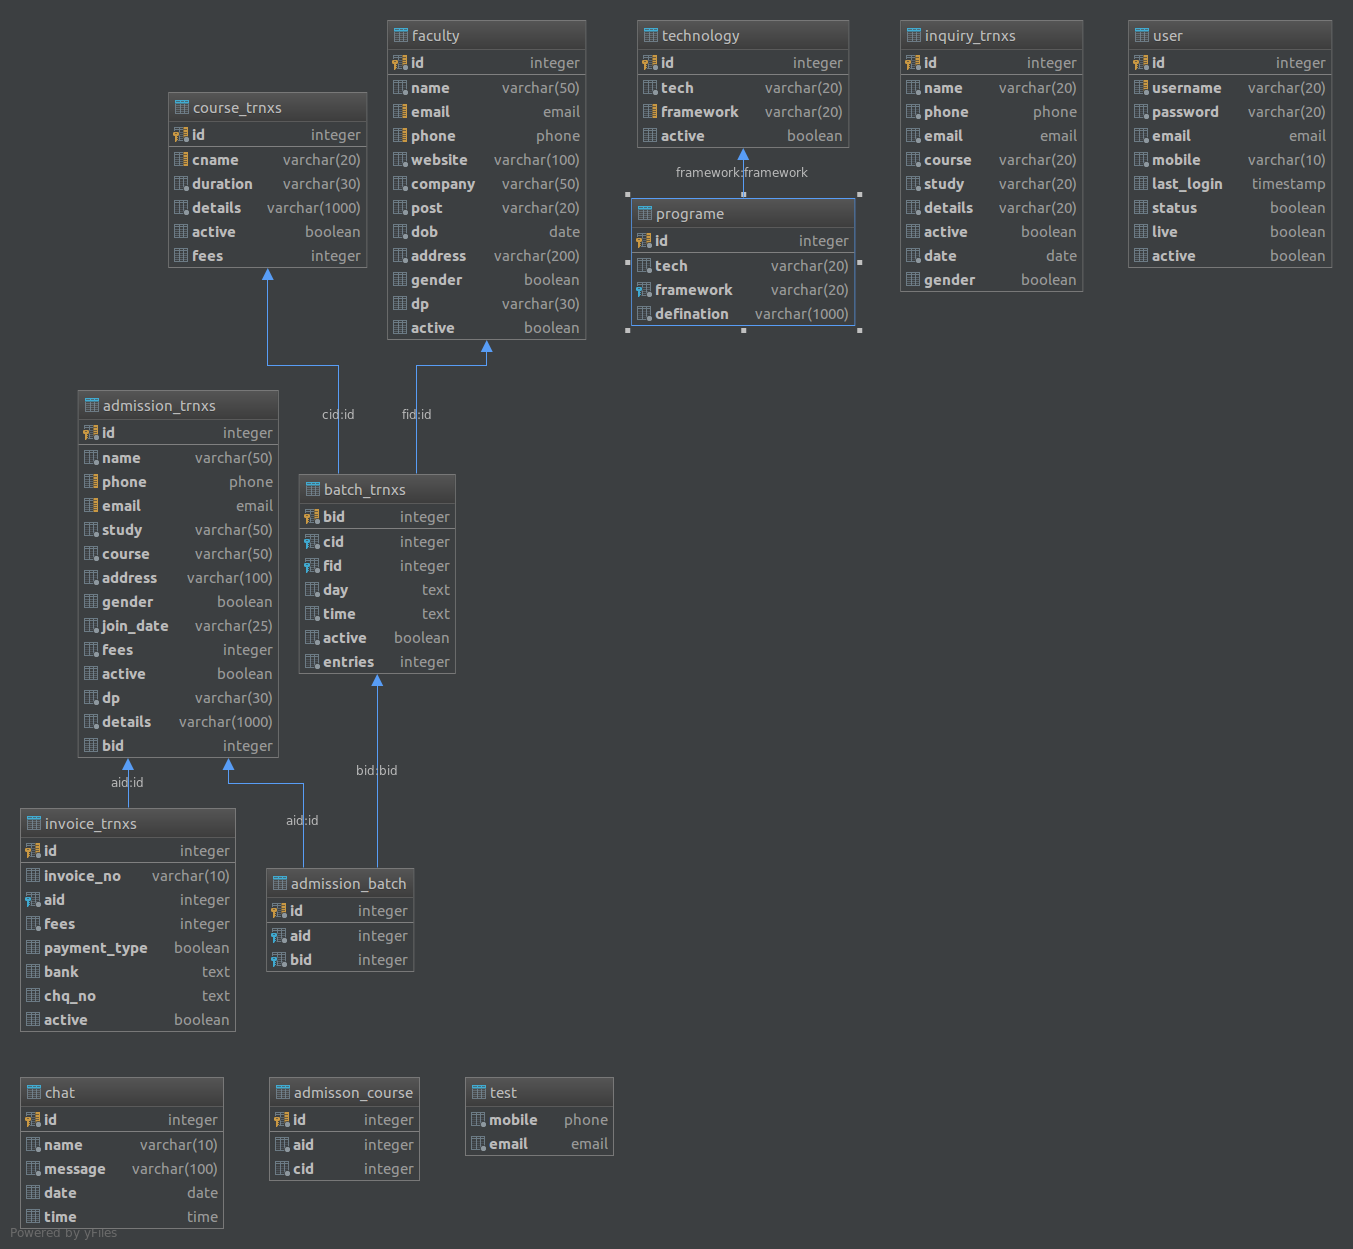 faculty
id integer
name varchar(50)
email email
phone phone
website varchar(100)
company varchar(50)
post varchar(20)
dob date
address varchar(200)
gender boolean
dp varchar(30)
active boolean
technology
id integer
tech varchar(20)
framework varchar(20)
active boolean
framework:framework
programe
id integer
tech varchar(20)
framework varchar(20)
defination varchar(1000)
inquiry_trnxs
id integer
name varchar(20)
phone phone
email email
course varchar(20)
study varchar(20)
details varchar(20)
active boolean
date date
gender boolean
user
id integer
username varchar(20)
password varchar(20)
email email
mobile varchar(10)
last_login timestamp
status boolean
live boolean
active boolean
course_trnxs
id integer
cname varchar(20)
duration varchar(30)
details varchar(1000)
active boolean
fees integer
cid:id
fid:id
admission_trnxs
id integer
name varchar(50)
phone phone
email email
study varchar(50)
course varchar(50)
address varchar(100)
gender boolean
join_date varchar(25)
fees integer
active boolean
dp varchar(30)
details varchar(1000)
bid integer
batch_trnxs
bid integer
cid integer
fid integer
day text
time text
active boolean
entries integer
aid:id
bid:bid
aid:id
invoice_trnxs
id integer
invoice_no varchar(10)
aid integer
fees integer
payment_type boolean
bank text
chq_no text
active boolean
admission_batch
id integer
aid integer
bid integer
chat
id integer
name varchar(10)
message varchar(100)
date date
time time
admisson_course
id integer
aid integer
cid integer
test
mobile phone
email email
Powered by yFiles